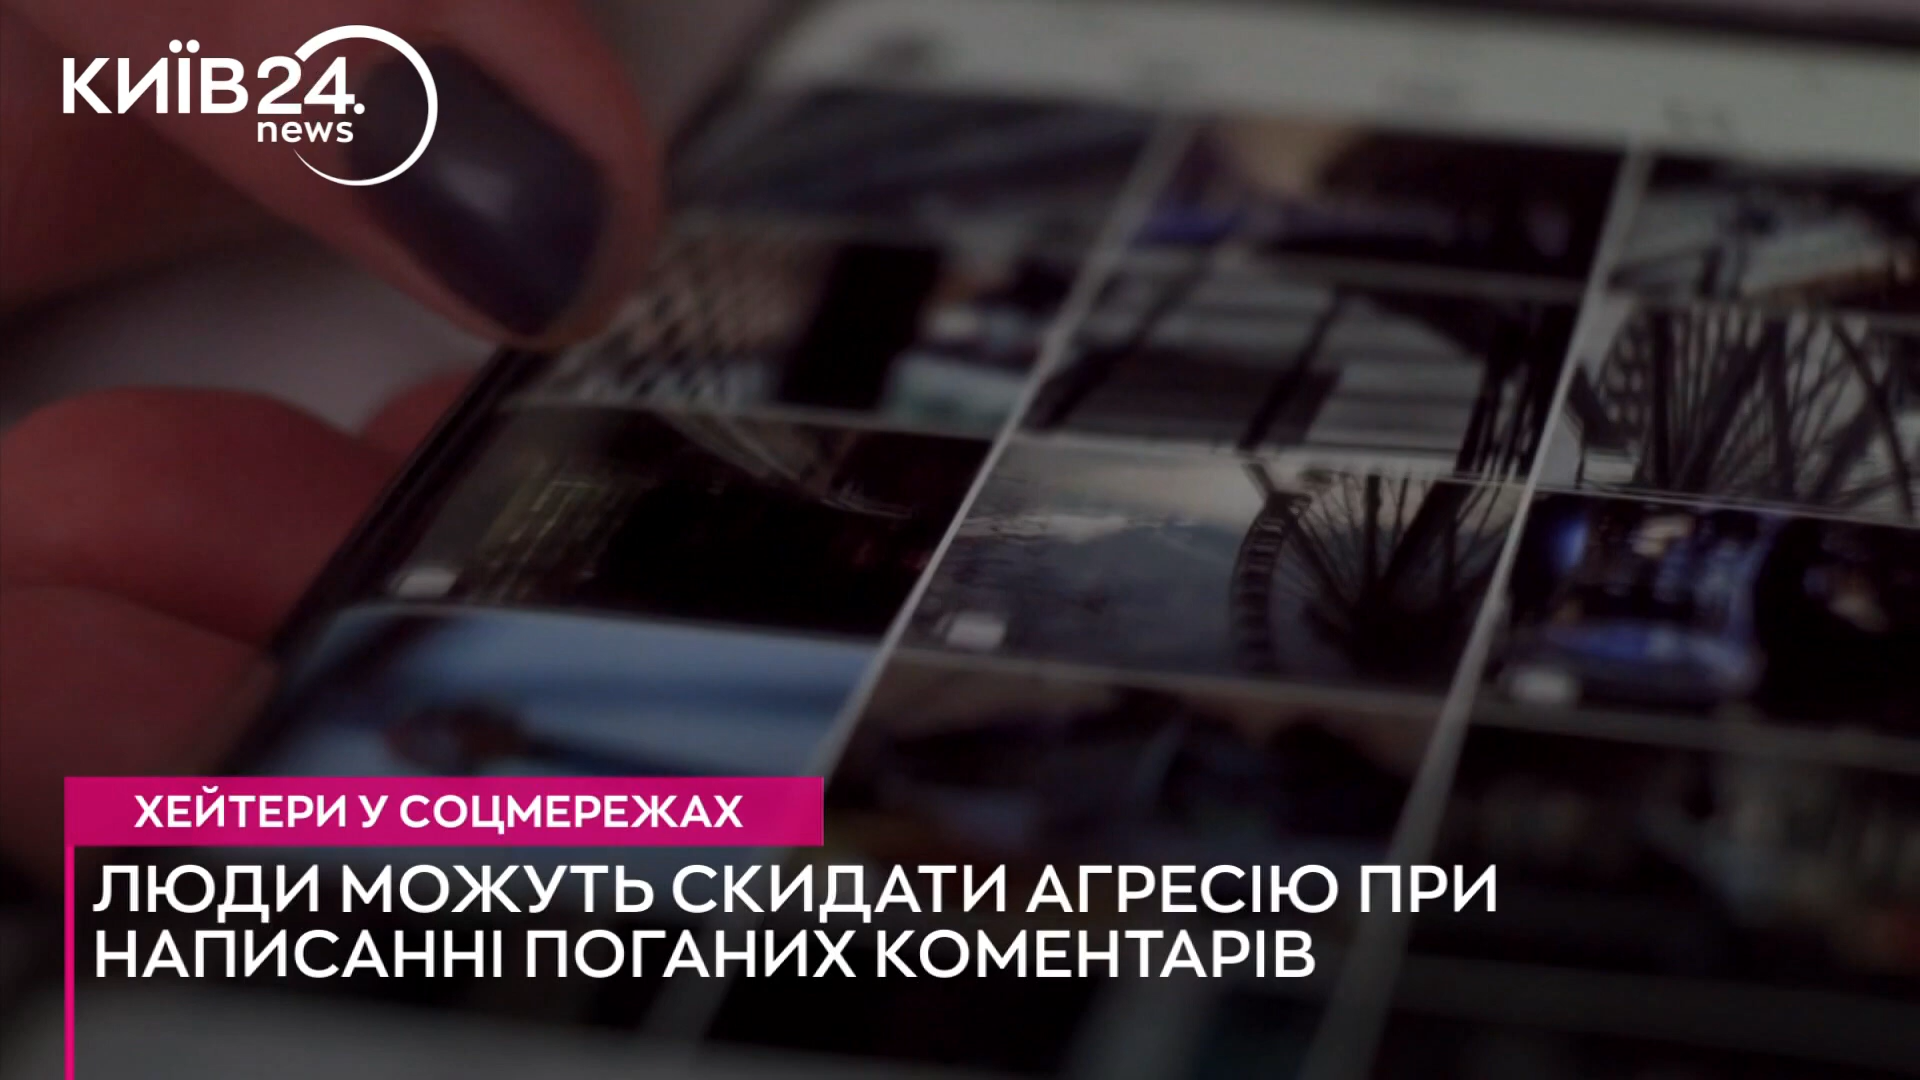 КИЇВ24.
news
ХЕЙТЕРИ У СОЦМЕРЕЖАХ
ЛЮДИ МОЖУТЬ СКИДАТИ АГРЕСІЮ ПРИ
НАПИСАННІ ПОГАНИХ КОМЕНТАРІВ